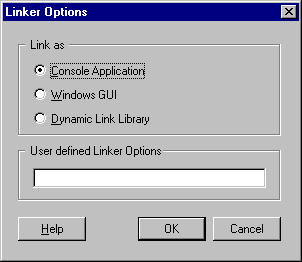 Linker Options
Link as
Console Application
Windows GUI
Dynamic Link Library
User defined Linker Options
Help
OK
Cancel